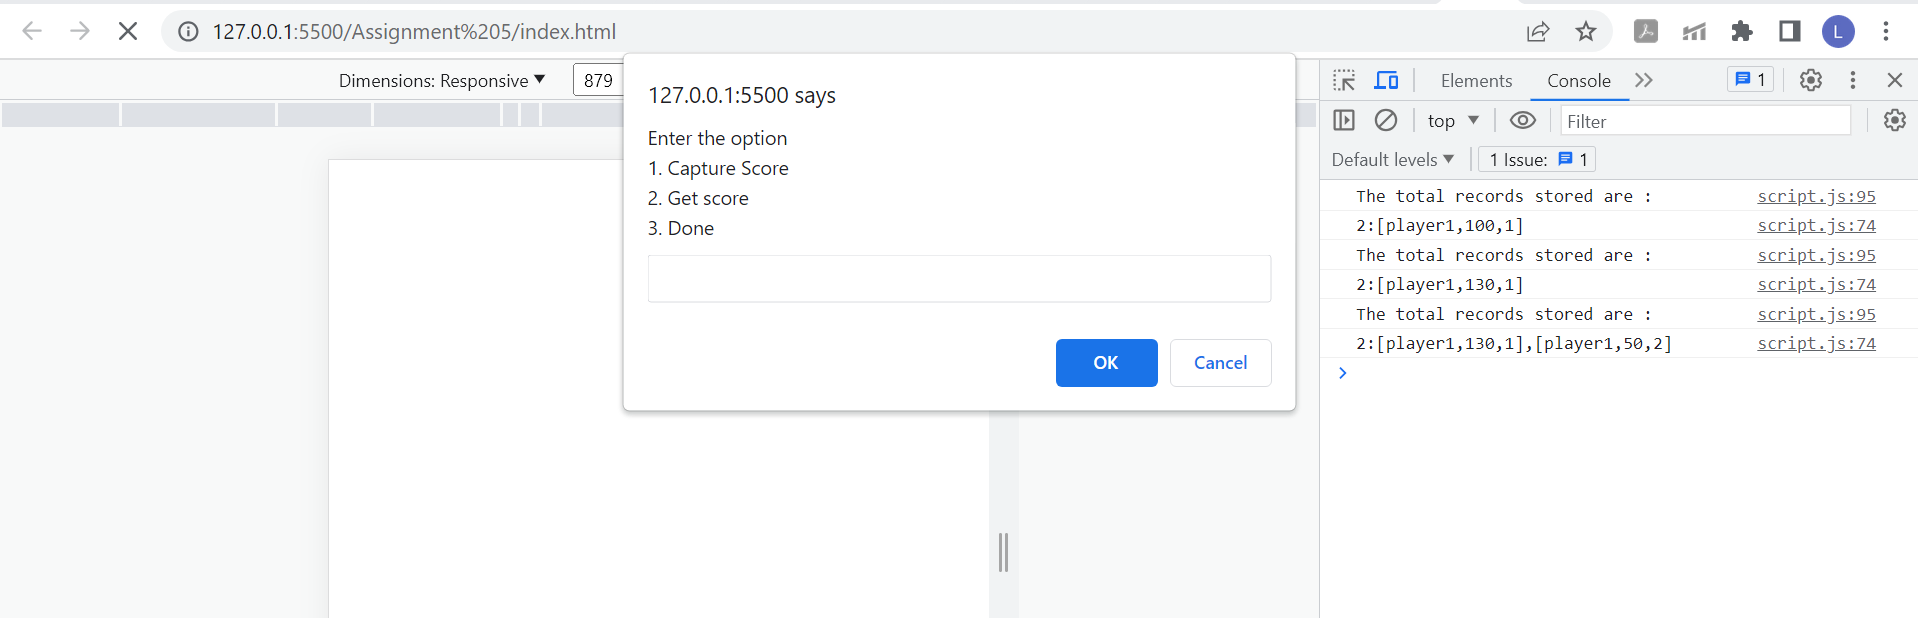 127.0.0.1:5500/Assignment%205/index.html
L
Dimensions: Responsive
879
127.0.0.1:5500 says
Enter the option
1. Capture Score
2. Get score
3. Done
OK
Cancel
Elements
Console
1
top
Filter
Default levels
1 Issue:
1
The total records stored are : script.js:95
2:[player1,100,1] script.js:74
The total records stored are : script.js:95
2:[player1,130,1] script.js:74
The total records stored are : script.js:95
2:[player1,130,1],[player1,50,2] script.js:74